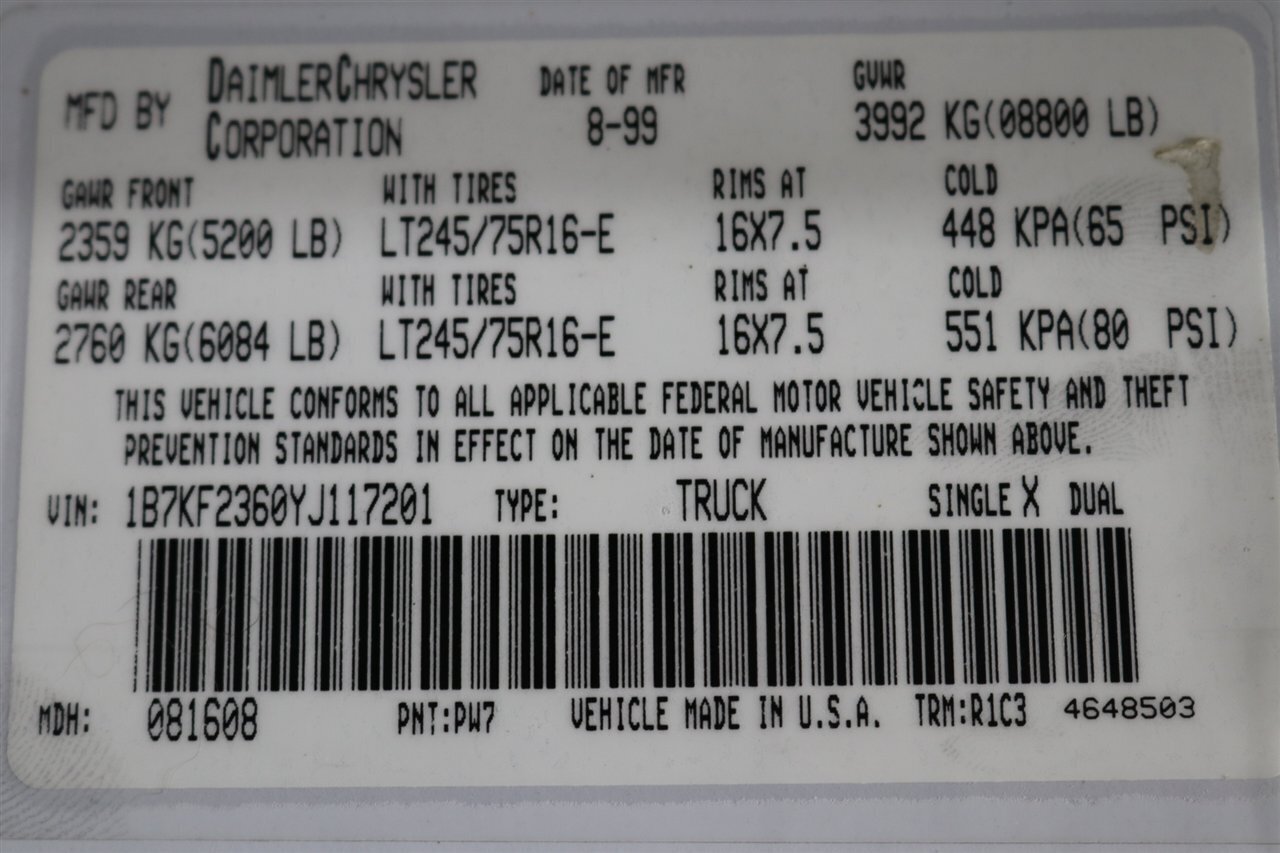 MFD BY DAIMLERCHRYSLER CORPORATION DATE OF MFR 8-99 GVWR 3992 KG(08800 LB)
GAWR FRONT WITH TIRES RIMS AT COLD
2359 KG(5200 LB) LT245/75R16-E 16X7.5 448 KPA(65 PSI)
GAWR REAR WITH TIRES RIMS AT COLD
2760 KG(6084 LB) LT245/75R16-E 16X7.5 551 KPA(80 PSI)
THIS VEHICLE CONFORMS TO ALL APPLICABLE FEDERAL MOTOR VEHICLE SAFETY AND THEFT
PREVENTION STANDARDS IN EFFECT ON THE DATE OF MANUFACTURE SHOWN ABOVE.
VIN: 1B7KF2360YJ117201 TYPE: TRUCK SINGLE X DUAL
MDH: 081608 PNT:PW7 VEHICLE MADE IN U.S.A. TRM:R1C3 4648503